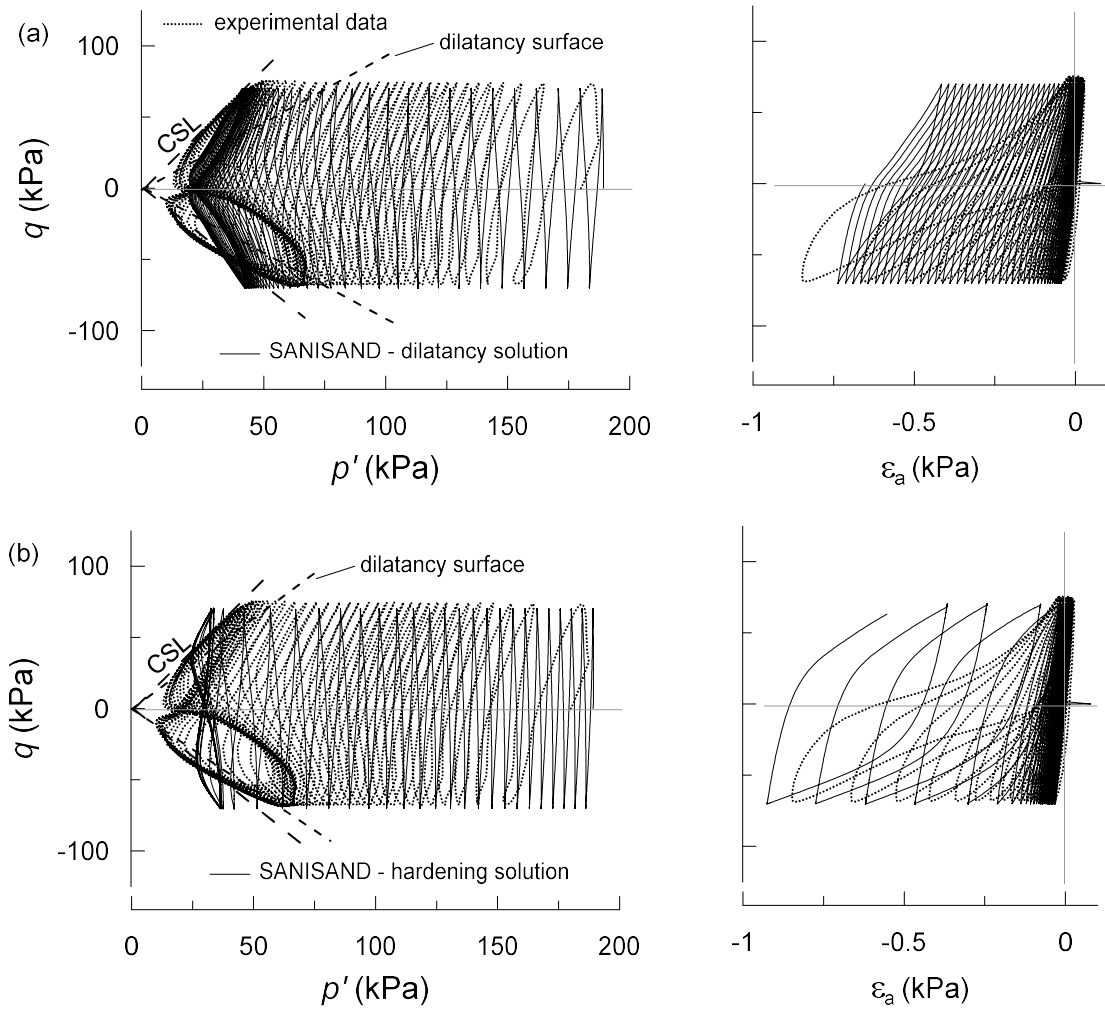 (a)
experimental data
dilatancy surface
CSL
100
0
-100
q (kPa)
SANISAND - dilatancy solution
0 50 100 150 200
p' (kPa)
-1 -0.5 0
εa (kPa)
(b)
dilatancy surface
CSL
100
0
-100
q (kPa)
SANISAND - hardening solution
0 50 100 150 200
p' (kPa)
-1 -0.5 0
εa (kPa)